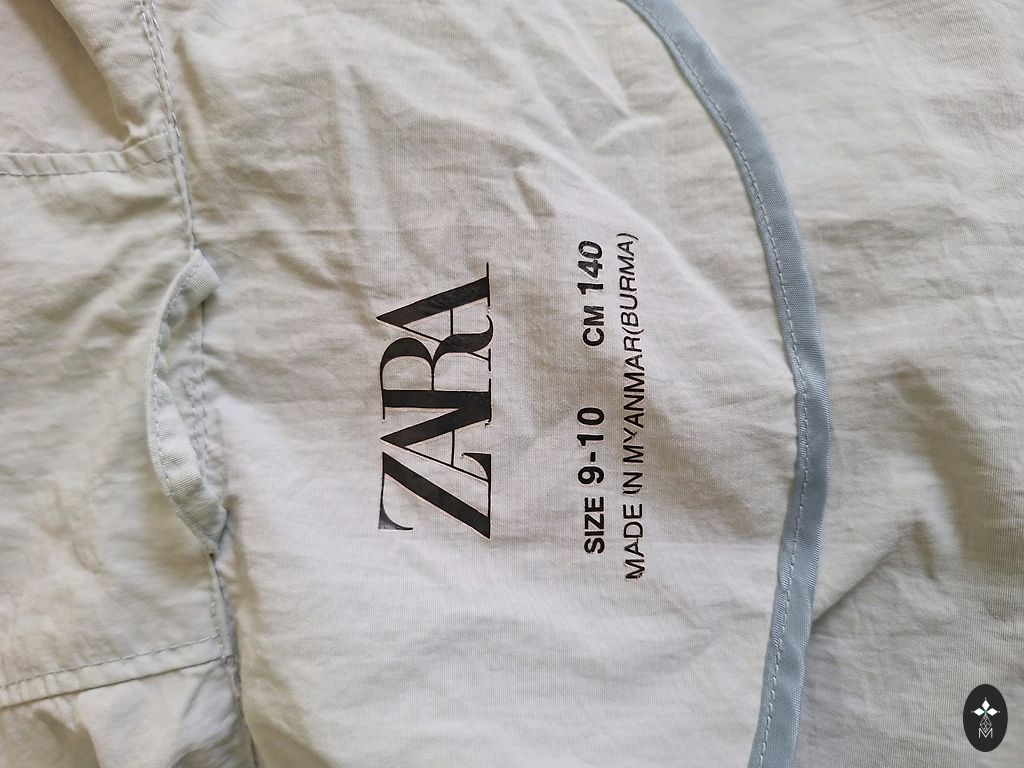 ZARA
SIZE 9-10 CM 140
MADE IN MYANMAR(BURMA)
M